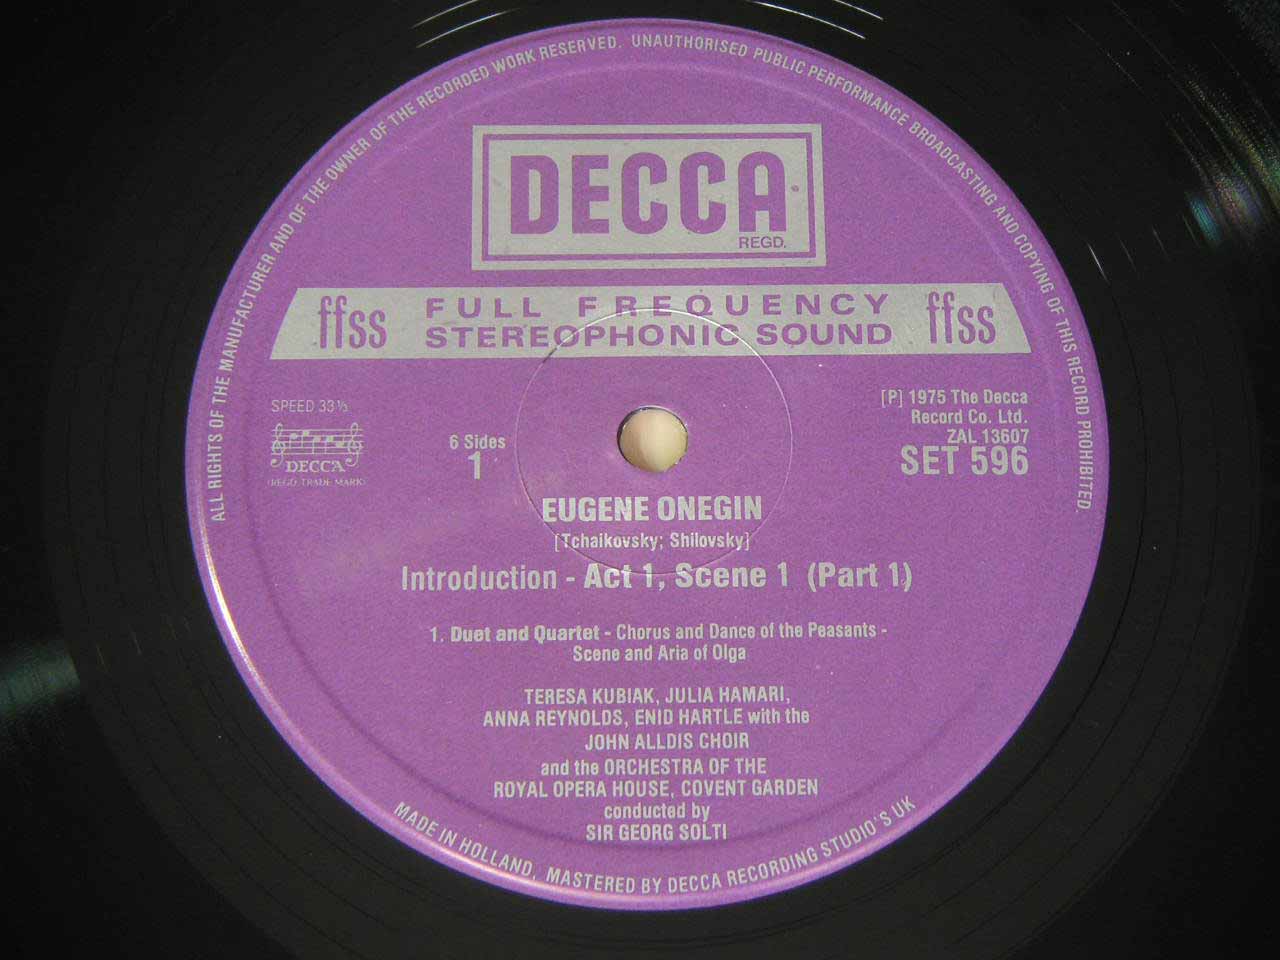 ALL RIGHTS OF THE MANUFACTURER AND OF THE OWNER OF THE RECORDED WORK RESERVED. UNAUTHORISED PUBLIC PERFORMANCE BROADCASTING AND COPYING OF THIS RECORD PROHIBITED.
DECCA
REGD.
ffss FULL FREQUENCY ffss
STEREOPHONIC SOUND
SPEED 33⅓
DECCA
(REGD. TRADE MARK)
6 Sides
1
[P] 1975 The Decca
Record Co. Ltd.
ZAL 13607
SET 596
EUGENE ONEGIN
[Tchaikovsky; Shilovsky]
Introduction - Act 1, Scene 1 (Part 1)
1. Duet and Quartet - Chorus and Dance of the Peasants -
Scene and Aria of Olga
TERESA KUBIAK, JULIA HAMARI,
ANNA REYNOLDS, ENID HARTLE with the
JOHN ALLDIS CHOIR
and the ORCHESTRA OF THE
ROYAL OPERA HOUSE, COVENT GARDEN
conducted by
SIR GEORG SOLTI
MADE IN HOLLAND, MASTERED BY DECCA RECORDING STUDIO'S UK